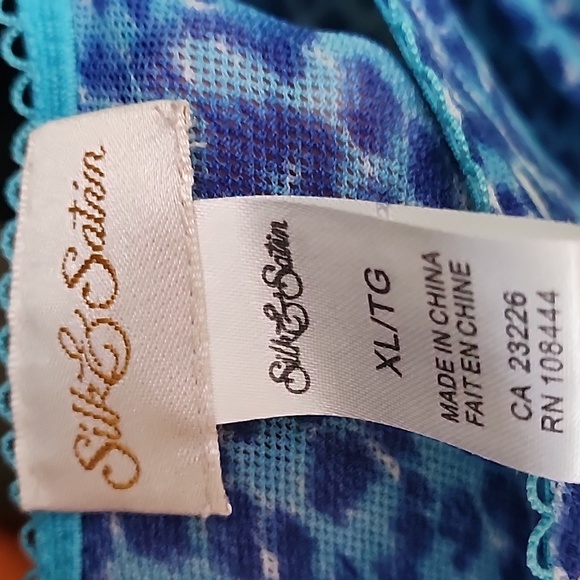 Silk & Satin
Silk & Satin
XL/TG
MADE IN CHINA
FAIT EN CHINE
CA 23226
RN 108444